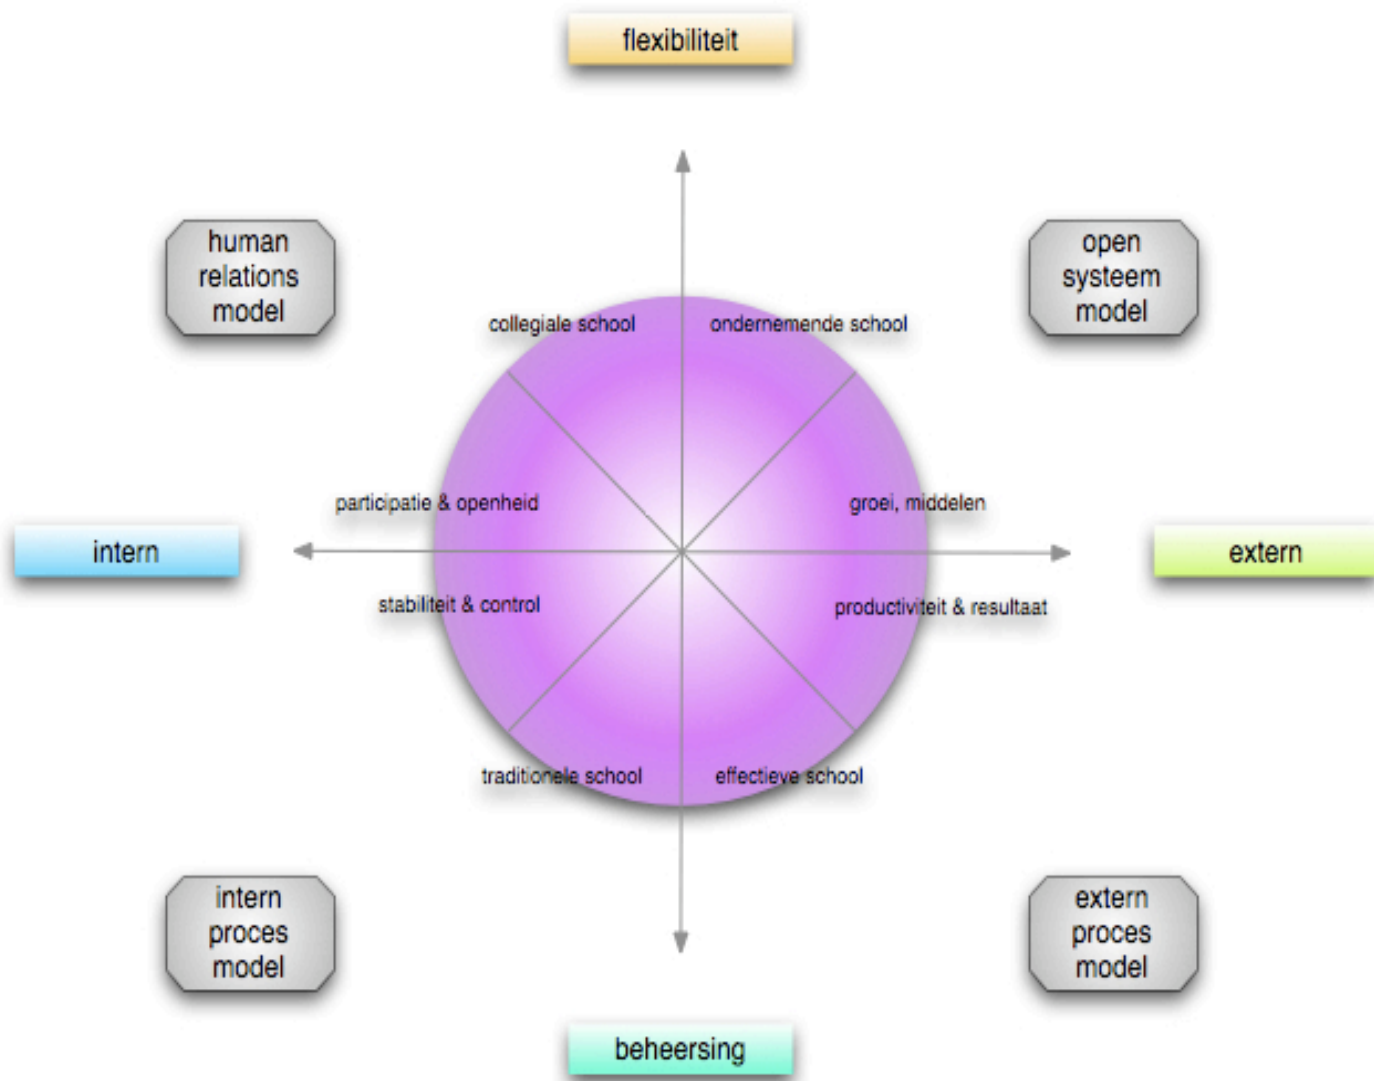 flexibiliteit
human
relations
model
open
systeem
model
collegiale school
ondernemende school
participatie & openheid
groei, middelen
intern
extern
stabiliteit & control
productiviteit & resultaat
traditionele school
effectieve school
intern
proces
model
extern
proces
model
beheersing